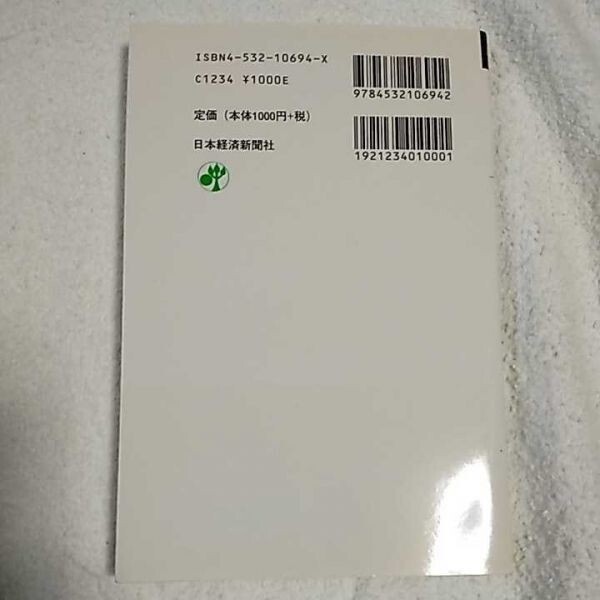 ISBN4-532-10694-X
C1234 ¥1000E
定価（本体1000円+税）
日本経済新聞社
9784532106942
1921234010001